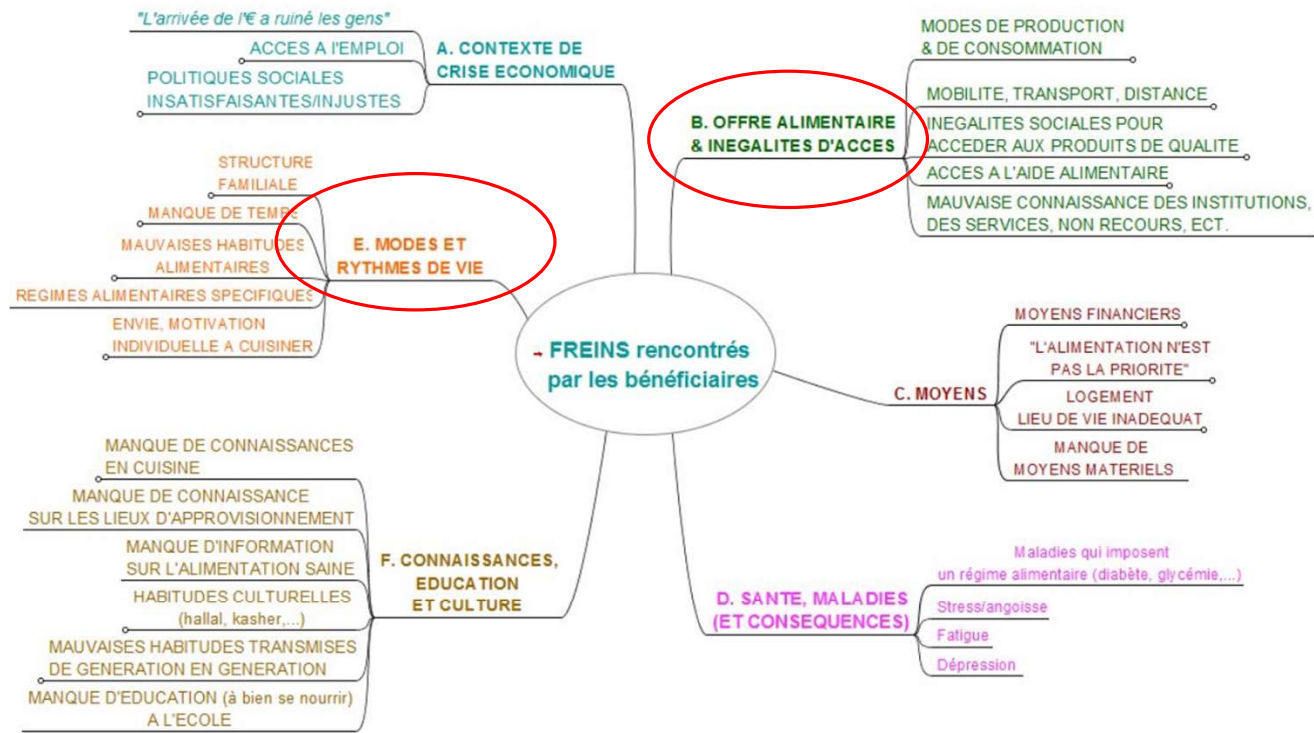 "L'arrivée de l'€ a ruiné les gens"
ACCES A l'EMPLOI
POLITIQUES SOCIALES
INSATISFAISANTES/INJUSTES
A. CONTEXTE DE
CRISE ECONOMIQUE
MODES DE PRODUCTION
& DE CONSOMMATION
MOBILITE, TRANSPORT, DISTANCE
INEGALITES SOCIALES POUR
ACCEDER AUX PRODUITS DE QUALITE
ACCES A L'AIDE ALIMENTAIRE
MAUVAISE CONNAISSANCE DES INSTITUTIONS,
DES SERVICES, NON RECOURS, ECT.
B. OFFRE ALIMENTAIRE
& INEGALITES D'ACCES
STRUCTURE
FAMILIALE
MANQUE DE TEMPS
MAUVAISES HABITUDES
ALIMENTAIRES
REGIMES ALIMENTAIRES SPECIFIQUES
ENVIE, MOTIVATION
INDIVIDUELLE A CUISINER
E. MODES ET
RYTHMES DE VIE
FREINS rencontrés
par les bénéficiaires
MOYENS FINANCIERS
"L'ALIMENTATION N'EST
PAS LA PRIORITE"
LOGEMENT
LIEU DE VIE INADEQUAT
MANQUE DE
MOYENS MATERIELS
C. MOYENS
MANQUE DE CONNAISSANCES
EN CUISINE
MANQUE DE CONNAISSANCE
SUR LES LIEUX D'APPROVISIONNEMENT
MANQUE D'INFORMATION
SUR L'ALIMENTATION SAINE
HABITUDES CULTURELLES
(hallal, kasher,...)
MAUVAISES HABITUDES TRANSMISES
DE GENERATION EN GENERATION
MANQUE D'EDUCATION (à bien se nourrir)
A L'ECOLE
F. CONNAISSANCES,
EDUCATION
ET CULTURE
D. SANTE, MALADIES
(ET CONSEQUENCES)
Maladies qui imposent
un régime alimentaire (diabète, glycémie,...)
Stress/angoisse
Fatigue
Dépression